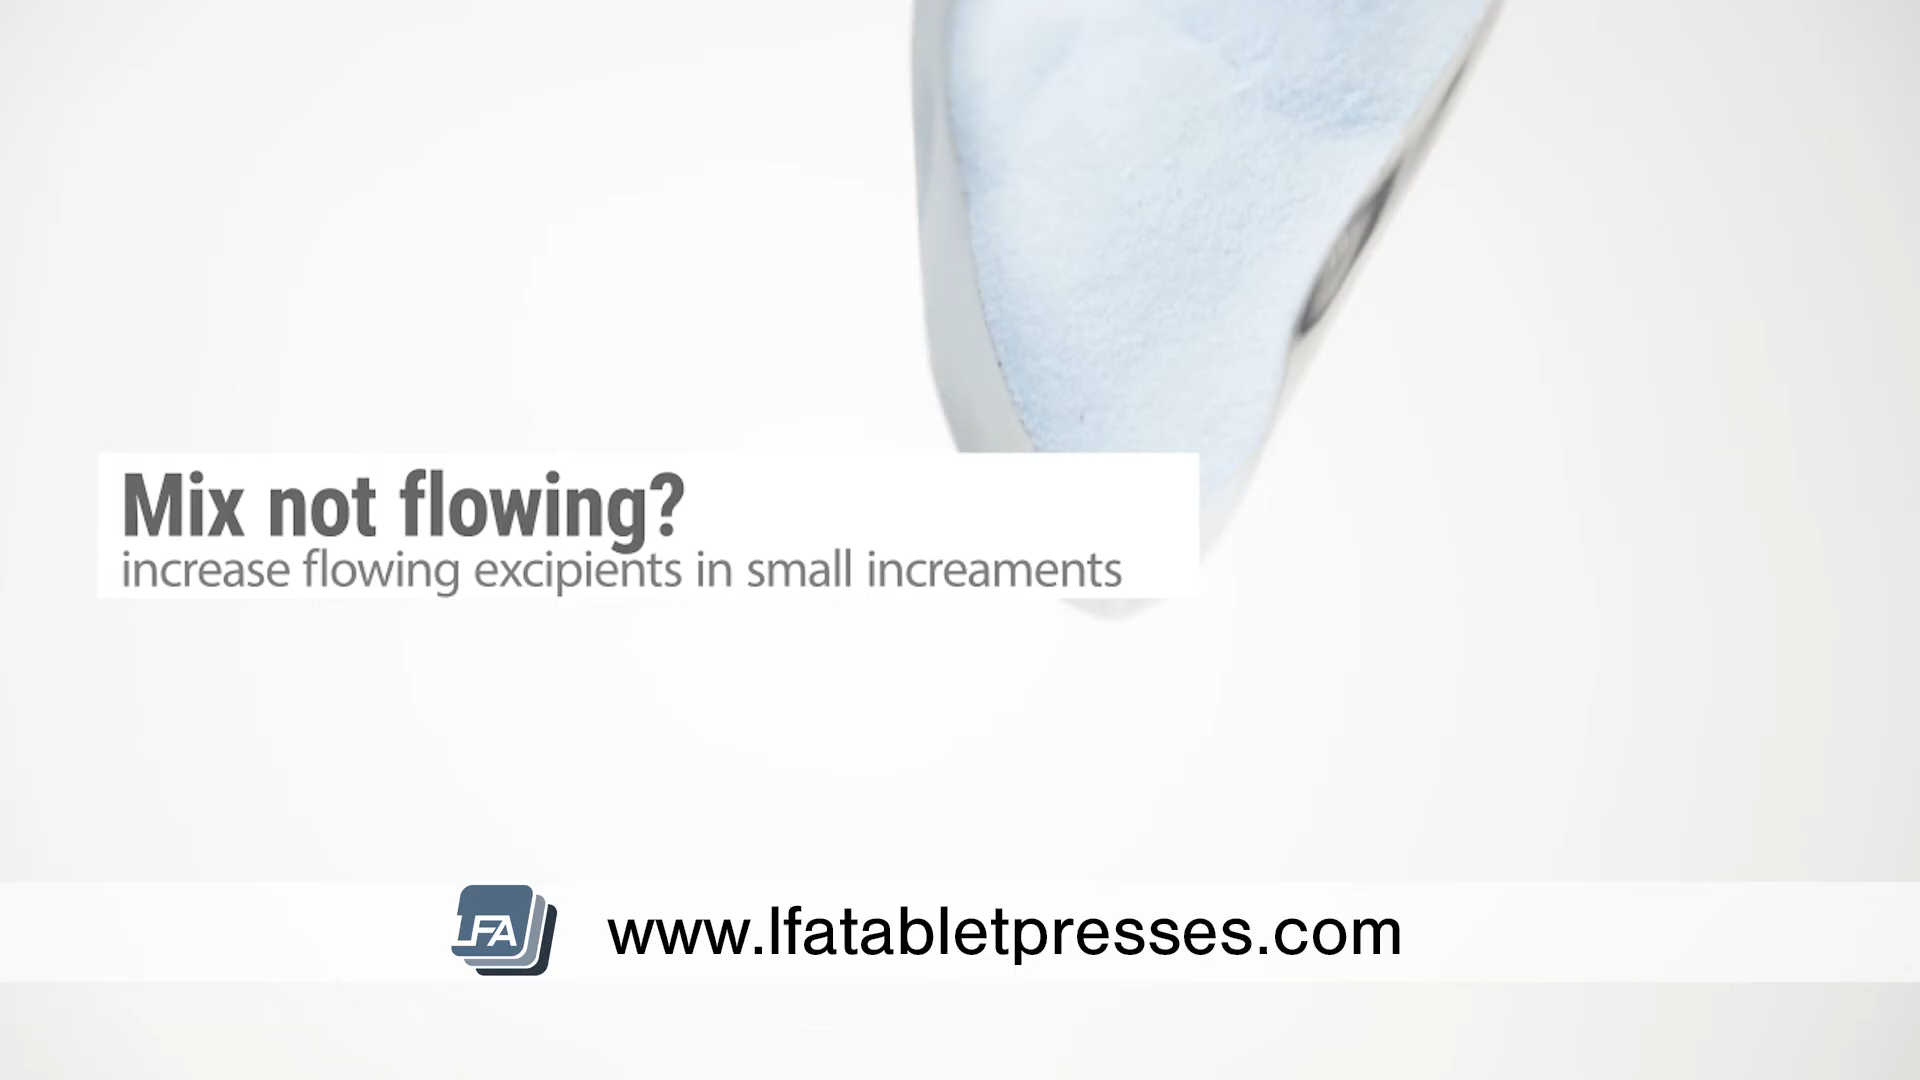 Mix not flowing?
increase flowing excipients in small increaments
LFA
www.lfatabletpresses.com